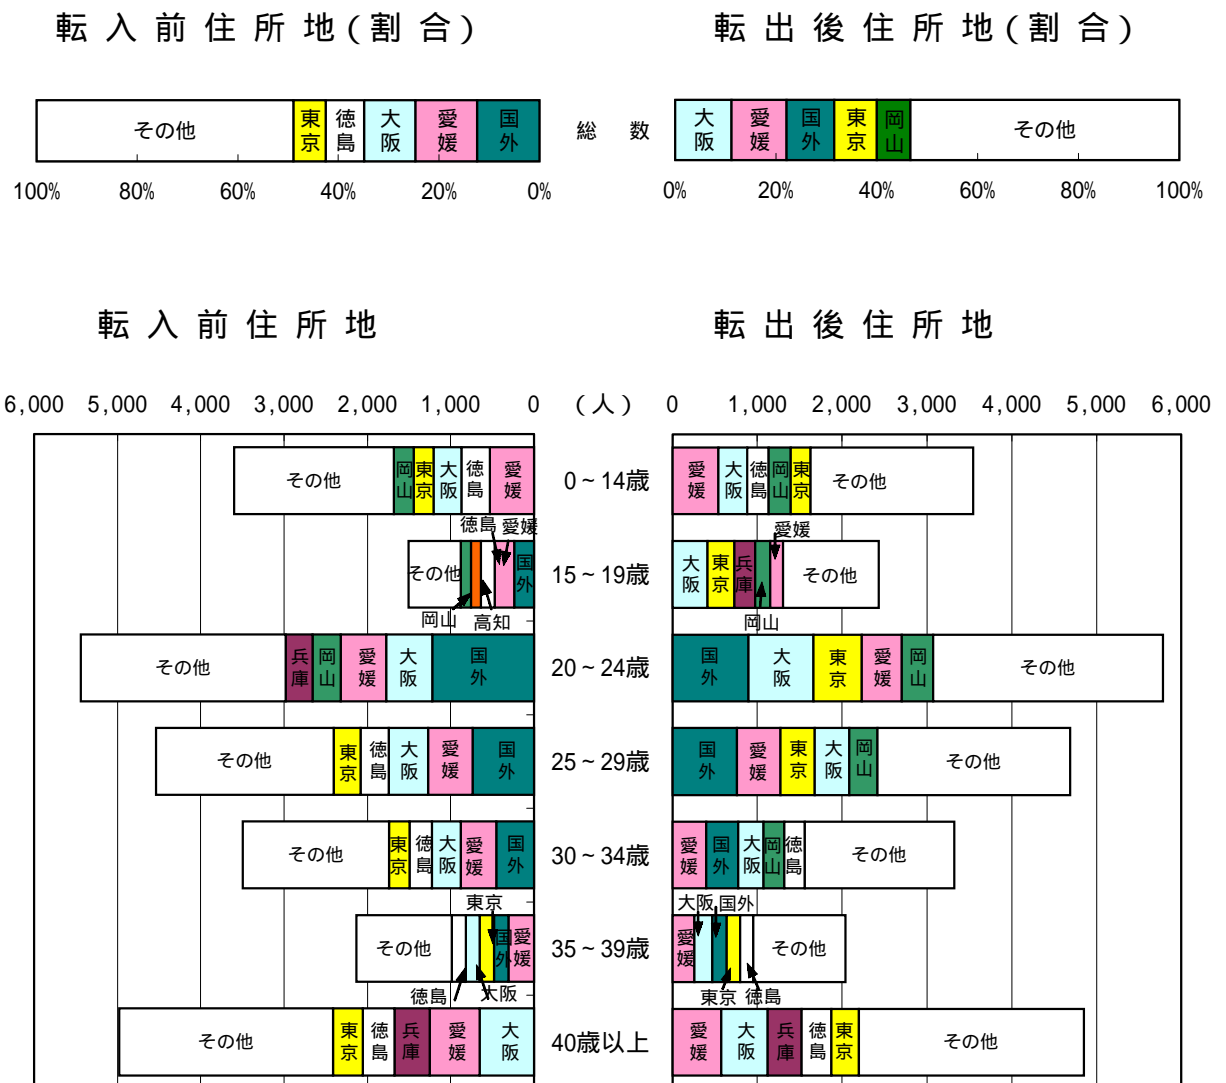 転入前住所地(割合)
転出後住所地(割合)
その他 東京 徳島 大阪 愛媛 国外 総数 大阪 愛媛 国外 東京 岡山 その他
100% 80% 60% 40% 20% 0% 0% 20% 40% 60% 80% 100%
転入前住所地
転出後住所地
6,000 5,000 4,000 3,000 2,000 1,000 0 (人) 0 1,000 2,000 3,000 4,000 5,000 6,000
その他 岡山 東京 大阪 徳島 愛媛 0~14歳 愛媛 大阪 徳島 岡山 東京 その他
徳島 愛媛 愛媛
その他 国外 15~19歳 大阪 東京 兵庫 その他
岡山 高知 岡山
その他 兵庫 岡山 愛媛 大阪 国外 20~24歳 国外 大阪 東京 愛媛 岡山 その他
その他 東京 徳島 大阪 愛媛 国外 25~29歳 国外 愛媛 東京 大阪 岡山 その他
その他 東京 徳島 大阪 愛媛 国外 30~34歳 愛媛 国外 大阪 岡山 徳島 その他
東京 大阪 国外
その他 国外 愛媛 35~39歳 愛媛 その他
徳島 大阪 東京 徳島
その他 東京 徳島 兵庫 愛媛 大阪 40歳以上 愛媛 大阪 兵庫 徳島 東京 その他